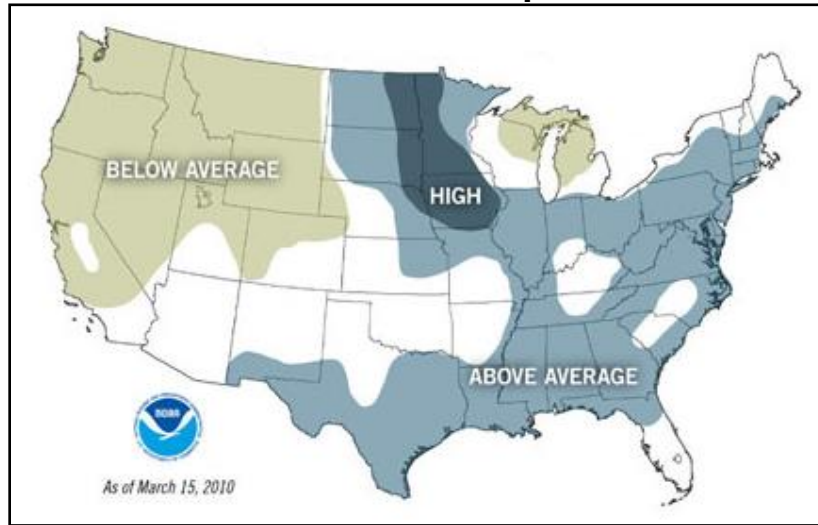 BELOW AVERAGE
HIGH
ABOVE AVERAGE
NOAA
As of March 15, 2010